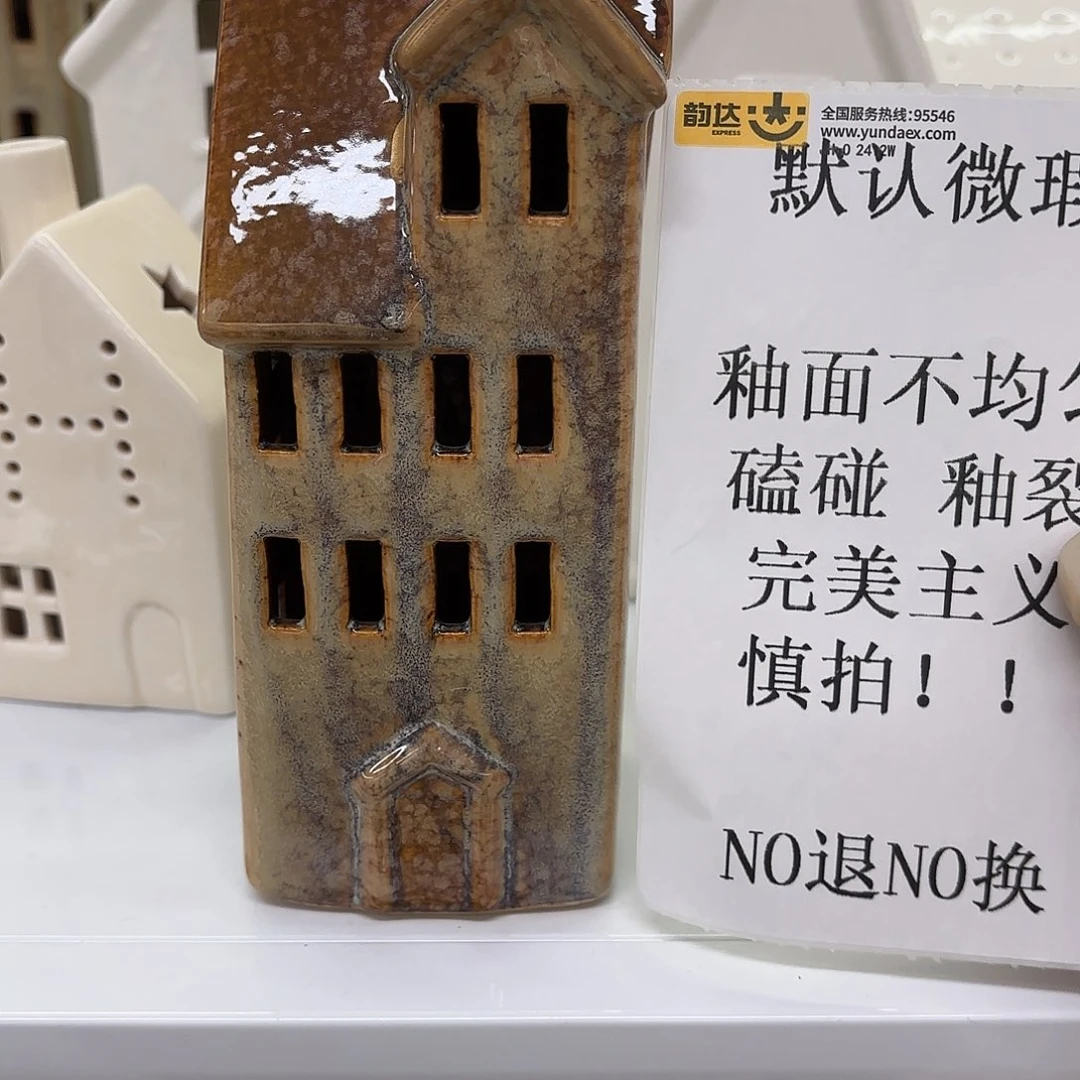 韵达
EXPRESS
全国服务热线:95546
www.yundaex.com
默认微瑕
釉面不均匀
磕碰 釉裂
完美主义
慎拍!!
NO退NO换